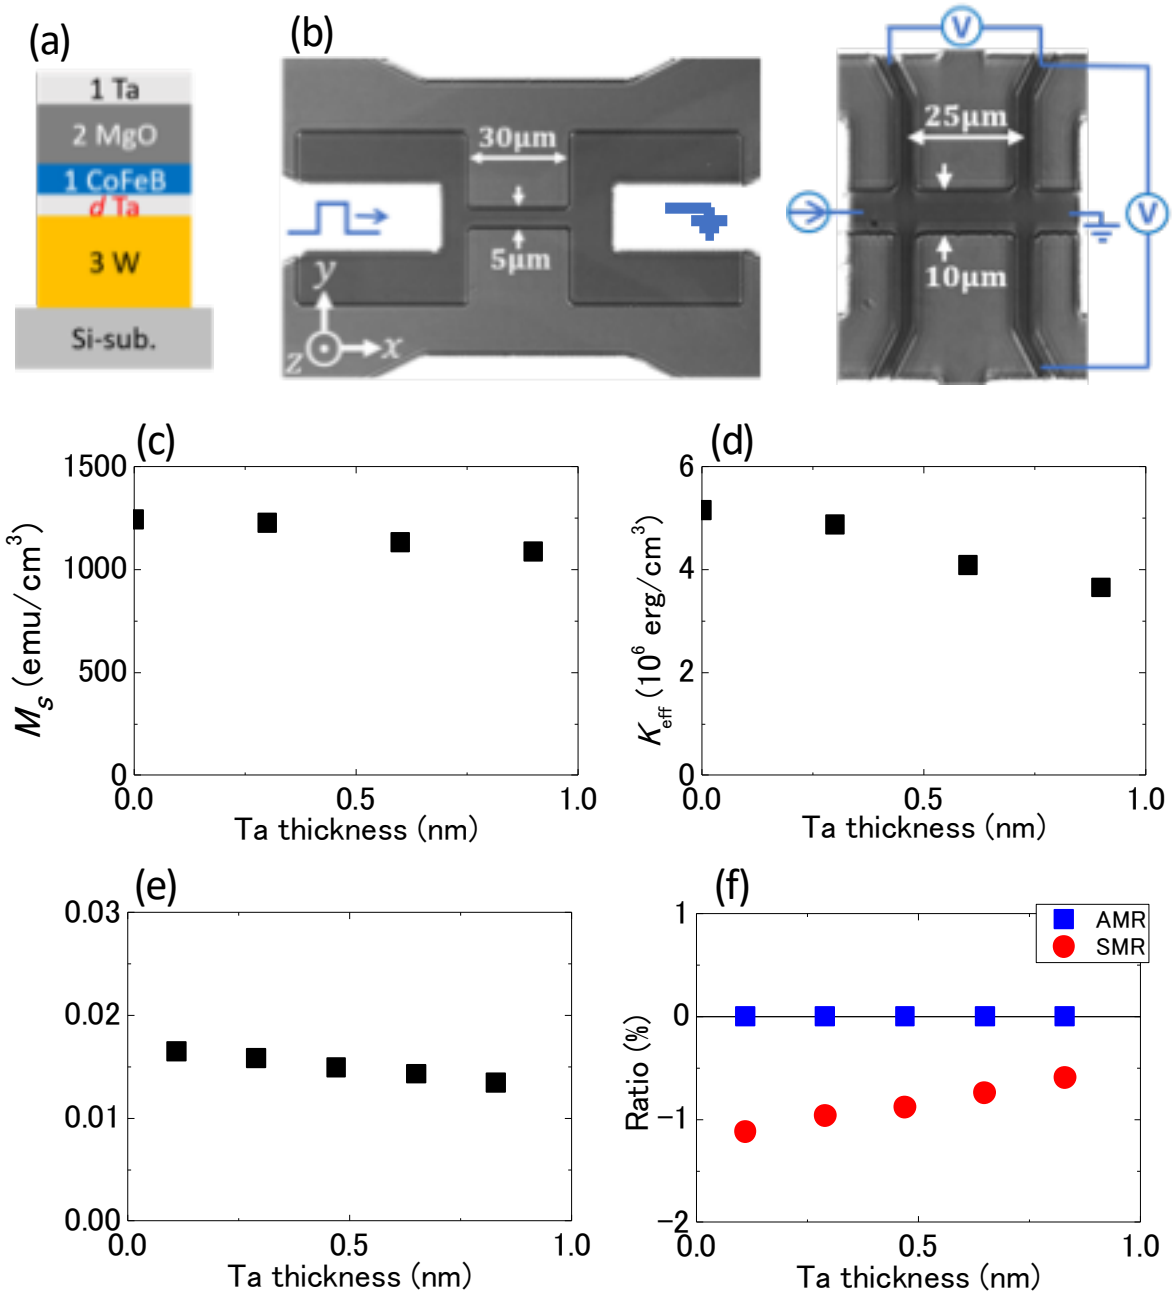 (a)
1 Ta
2 MgO
1 CoFeB
d Ta
3 W
Si-sub.
(b)
30μm
5μm
y
z
x
V
25μm
10μm
V
(c)
1500
1000
500
0
Ms (emu/cm3)
0.0 0.5 1.0
Ta thickness (nm)
(d)
6
4
2
0
Keff (10^6 erg/cm3)
0.0 0.5 1.0
Ta thickness (nm)
(e)
0.03
0.02
0.01
0.00
0.0 0.5 1.0
Ta thickness (nm)
(f)
AMR
SMR
1
0
−1
−2
Ratio (%)
0.0 0.5 1.0
Ta thickness (nm)